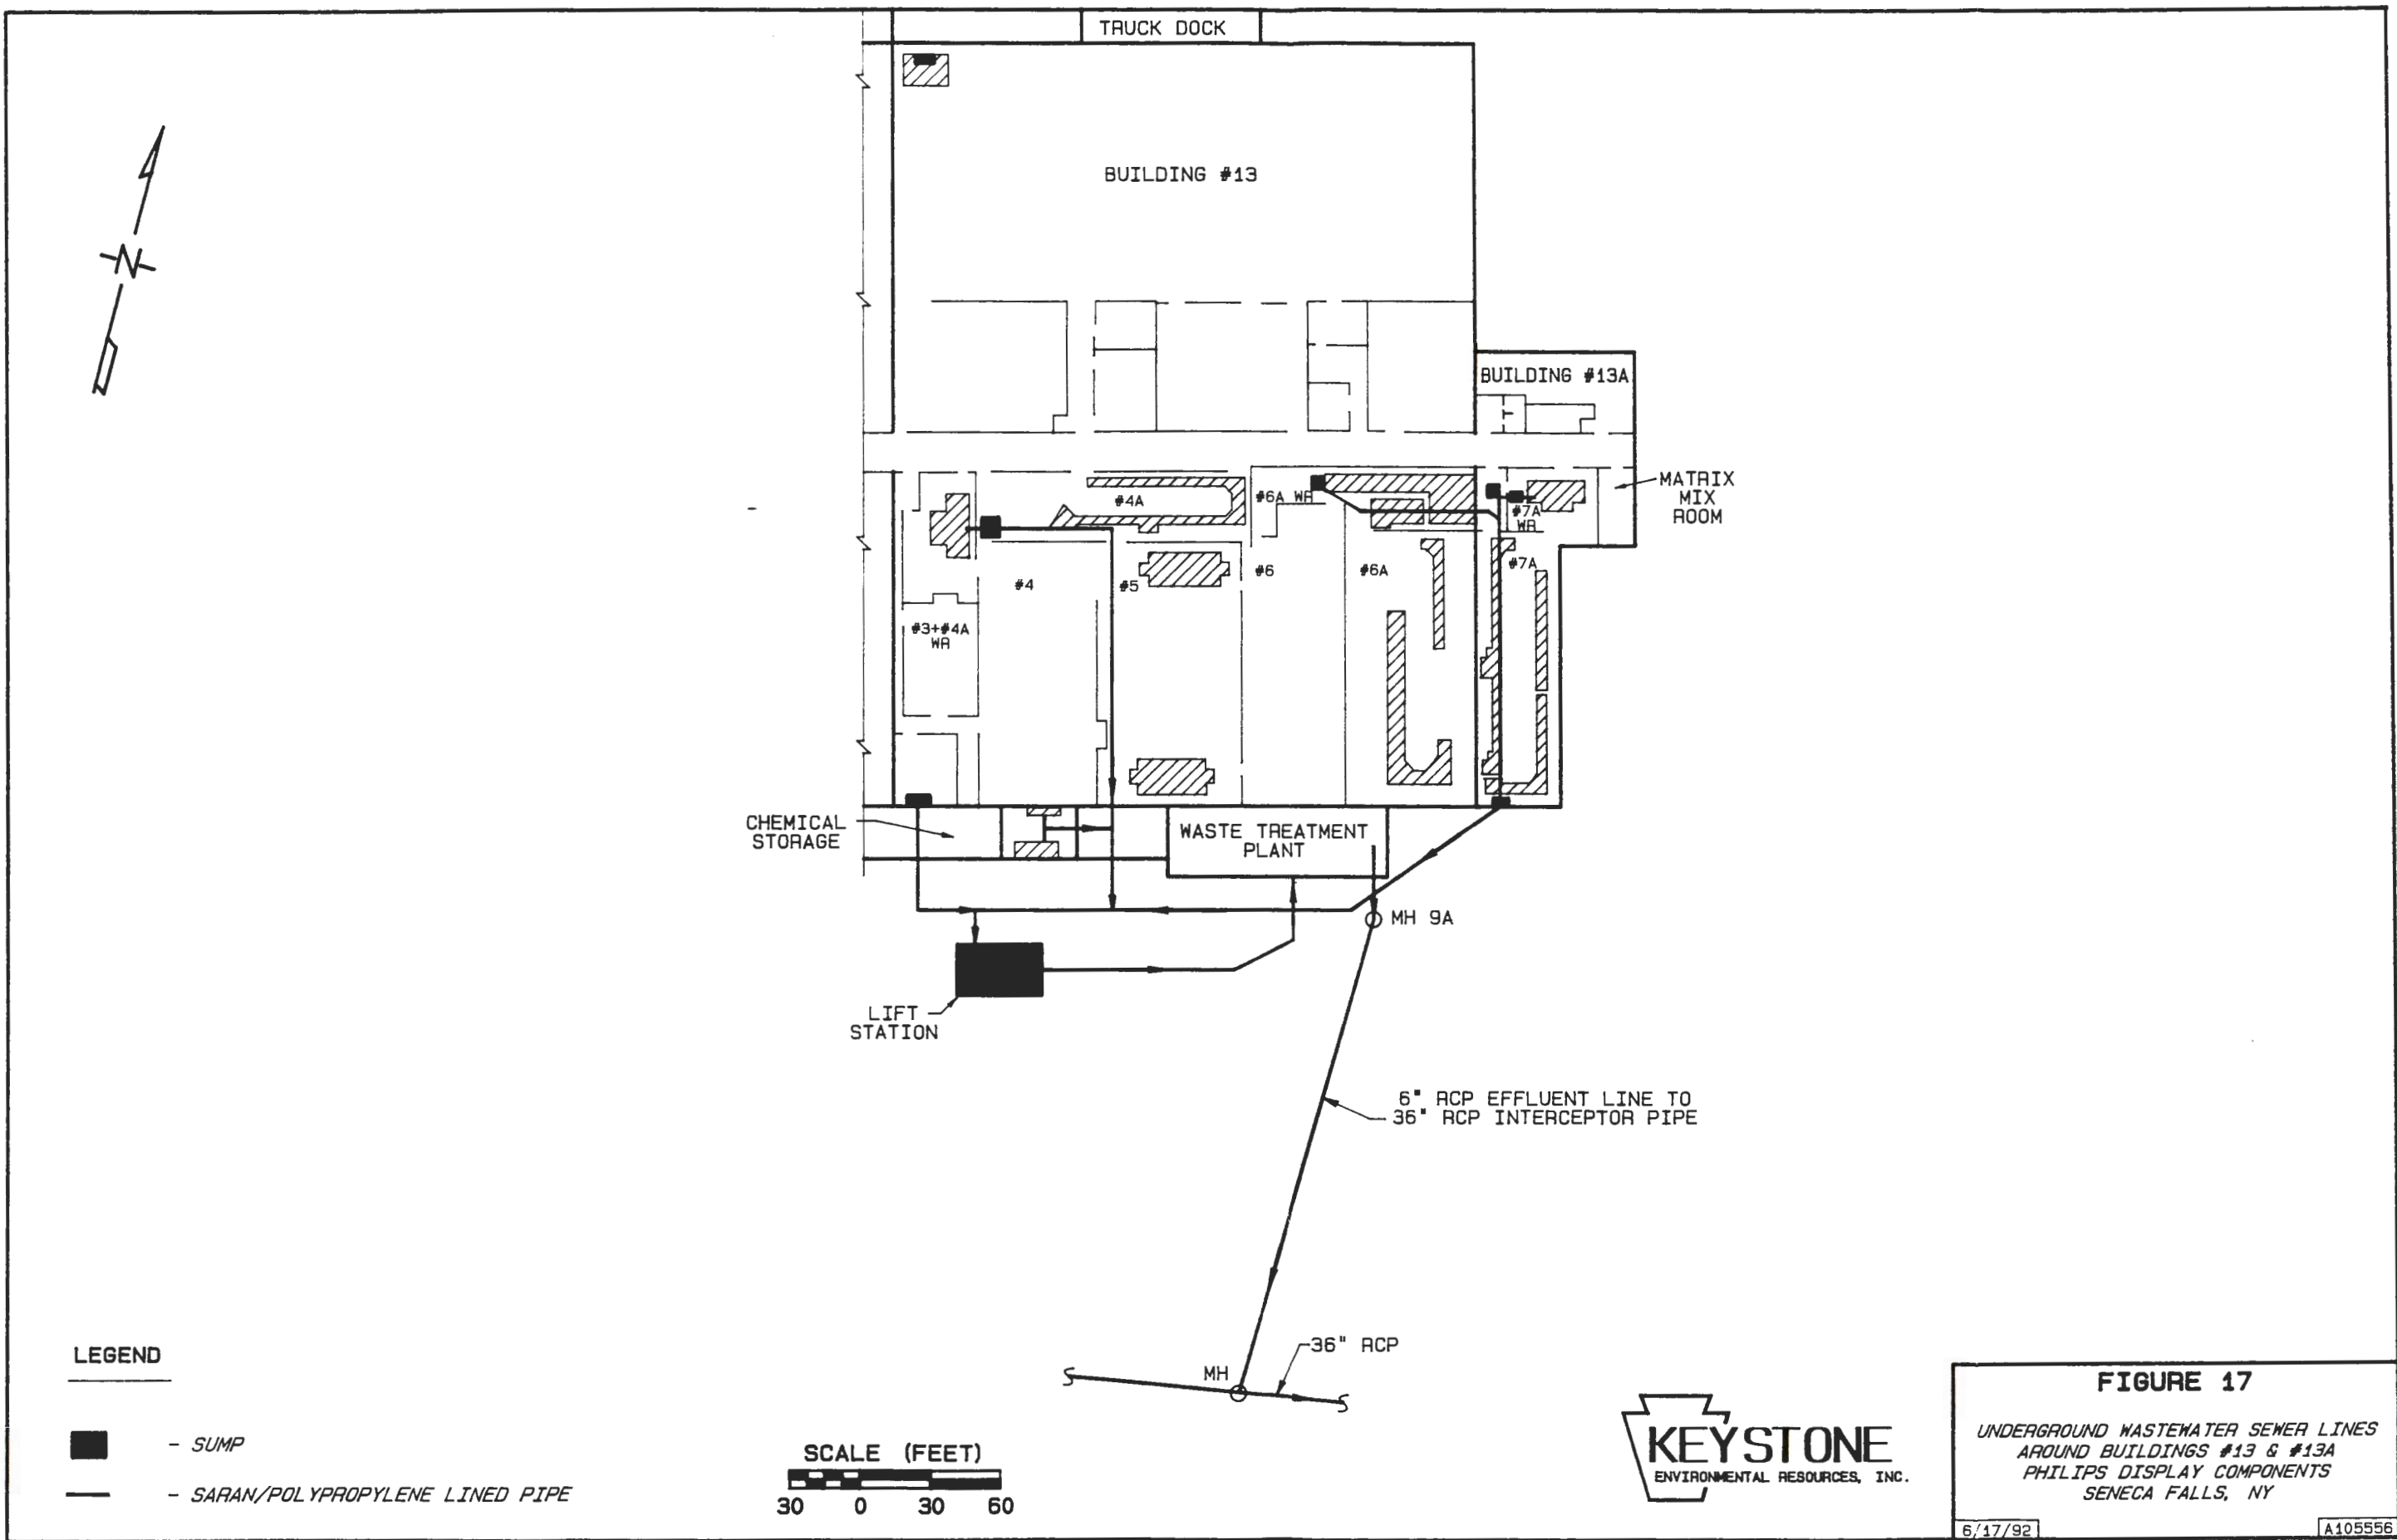 TRUCK DOCK
BUILDING #13
N
BUILDING #13A
MATRIX
MIX
ROOM
#4A
#6A WR
#7A
WR
#4
#5
#6
#6A
#7A
#3+#4A
WR
CHEMICAL
STORAGE
WASTE TREATMENT
PLANT
MH 9A
LIFT
STATION
6" RCP EFFLUENT LINE TO
36" RCP INTERCEPTOR PIPE
36" RCP
MH
LEGEND
- SUMP
- SARAN/POLYPROPYLENE LINED PIPE
SCALE (FEET)
30 0 30 60
KEYSTONE
ENVIRONMENTAL RESOURCES, INC.
FIGURE 17
UNDERGROUND WASTEWATER SEWER LINES
AROUND BUILDINGS #13 & #13A
PHILIPS DISPLAY COMPONENTS
SENECA FALLS, NY
6/17/92
A105556